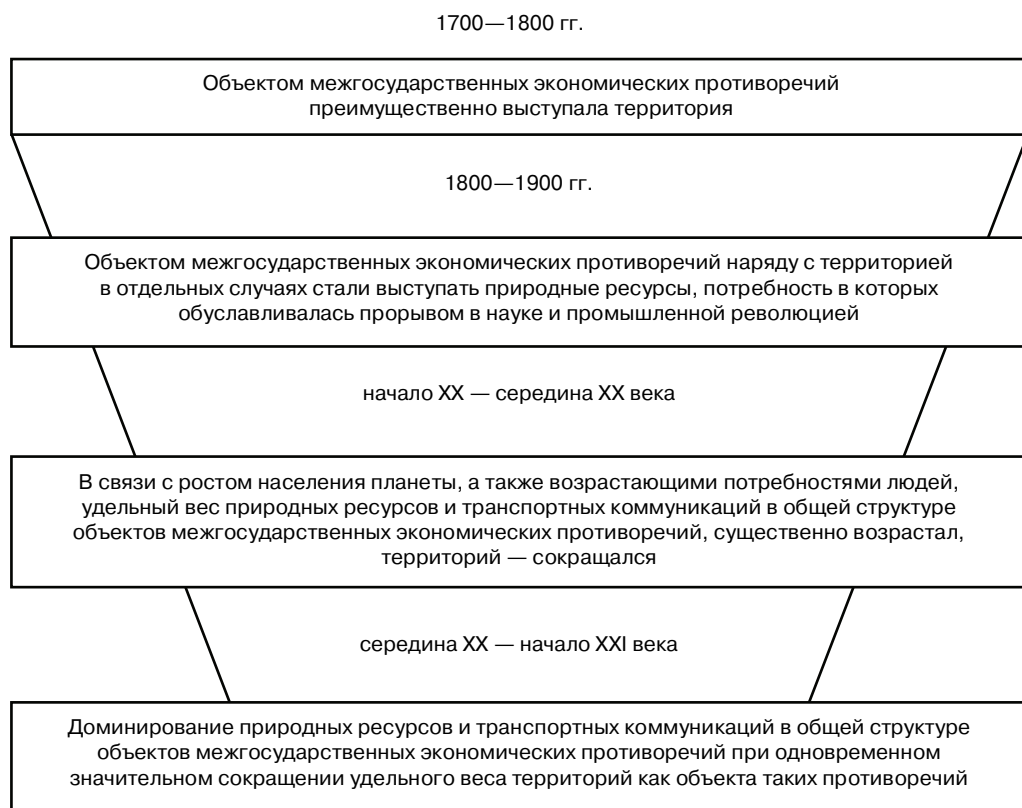 1700—1800 гг.
Объектом межгосударственных экономических противоречий
преимущественно выступала территория
1800—1900 гг.
Объектом межгосударственных экономических противоречий наряду с территорией
в отдельных случаях стали выступать природные ресурсы, потребность в которых
обуславливалась прорывом в науке и промышленной революцией
начало XX — середина XX века
В связи с ростом населения планеты, а также возрастающими потребностями людей,
удельный вес природных ресурсов и транспортных коммуникаций в общей структуре
объектов межгосударственных экономических противоречий, существенно возрастал,
территорий — сокращался
середина XX — начало XXI века
Доминирование природных ресурсов и транспортных коммуникаций в общей структуре
объектов межгосударственных экономических противоречий при одновременном
значительном сокращении удельного веса территорий как объекта таких противоречий